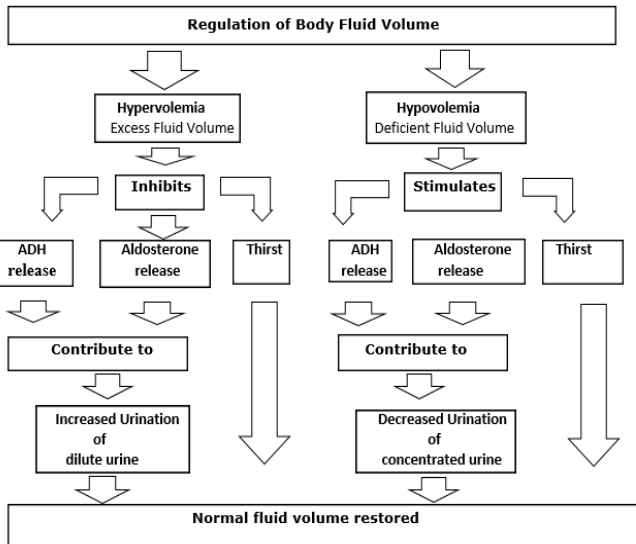 Regulation of Body Fluid Volume
Hypervolemia
Excess Fluid Volume
Hypovolemia
Deficient Fluid Volume
Inhibits
Stimulates
ADH
release
Aldosterone
release
Thirst
ADH
release
Aldosterone
release
Thirst
Contribute to
Contribute to
Increased Urination
of
dilute urine
Decreased Urination
of
concentrated urine
Normal fluid volume restored